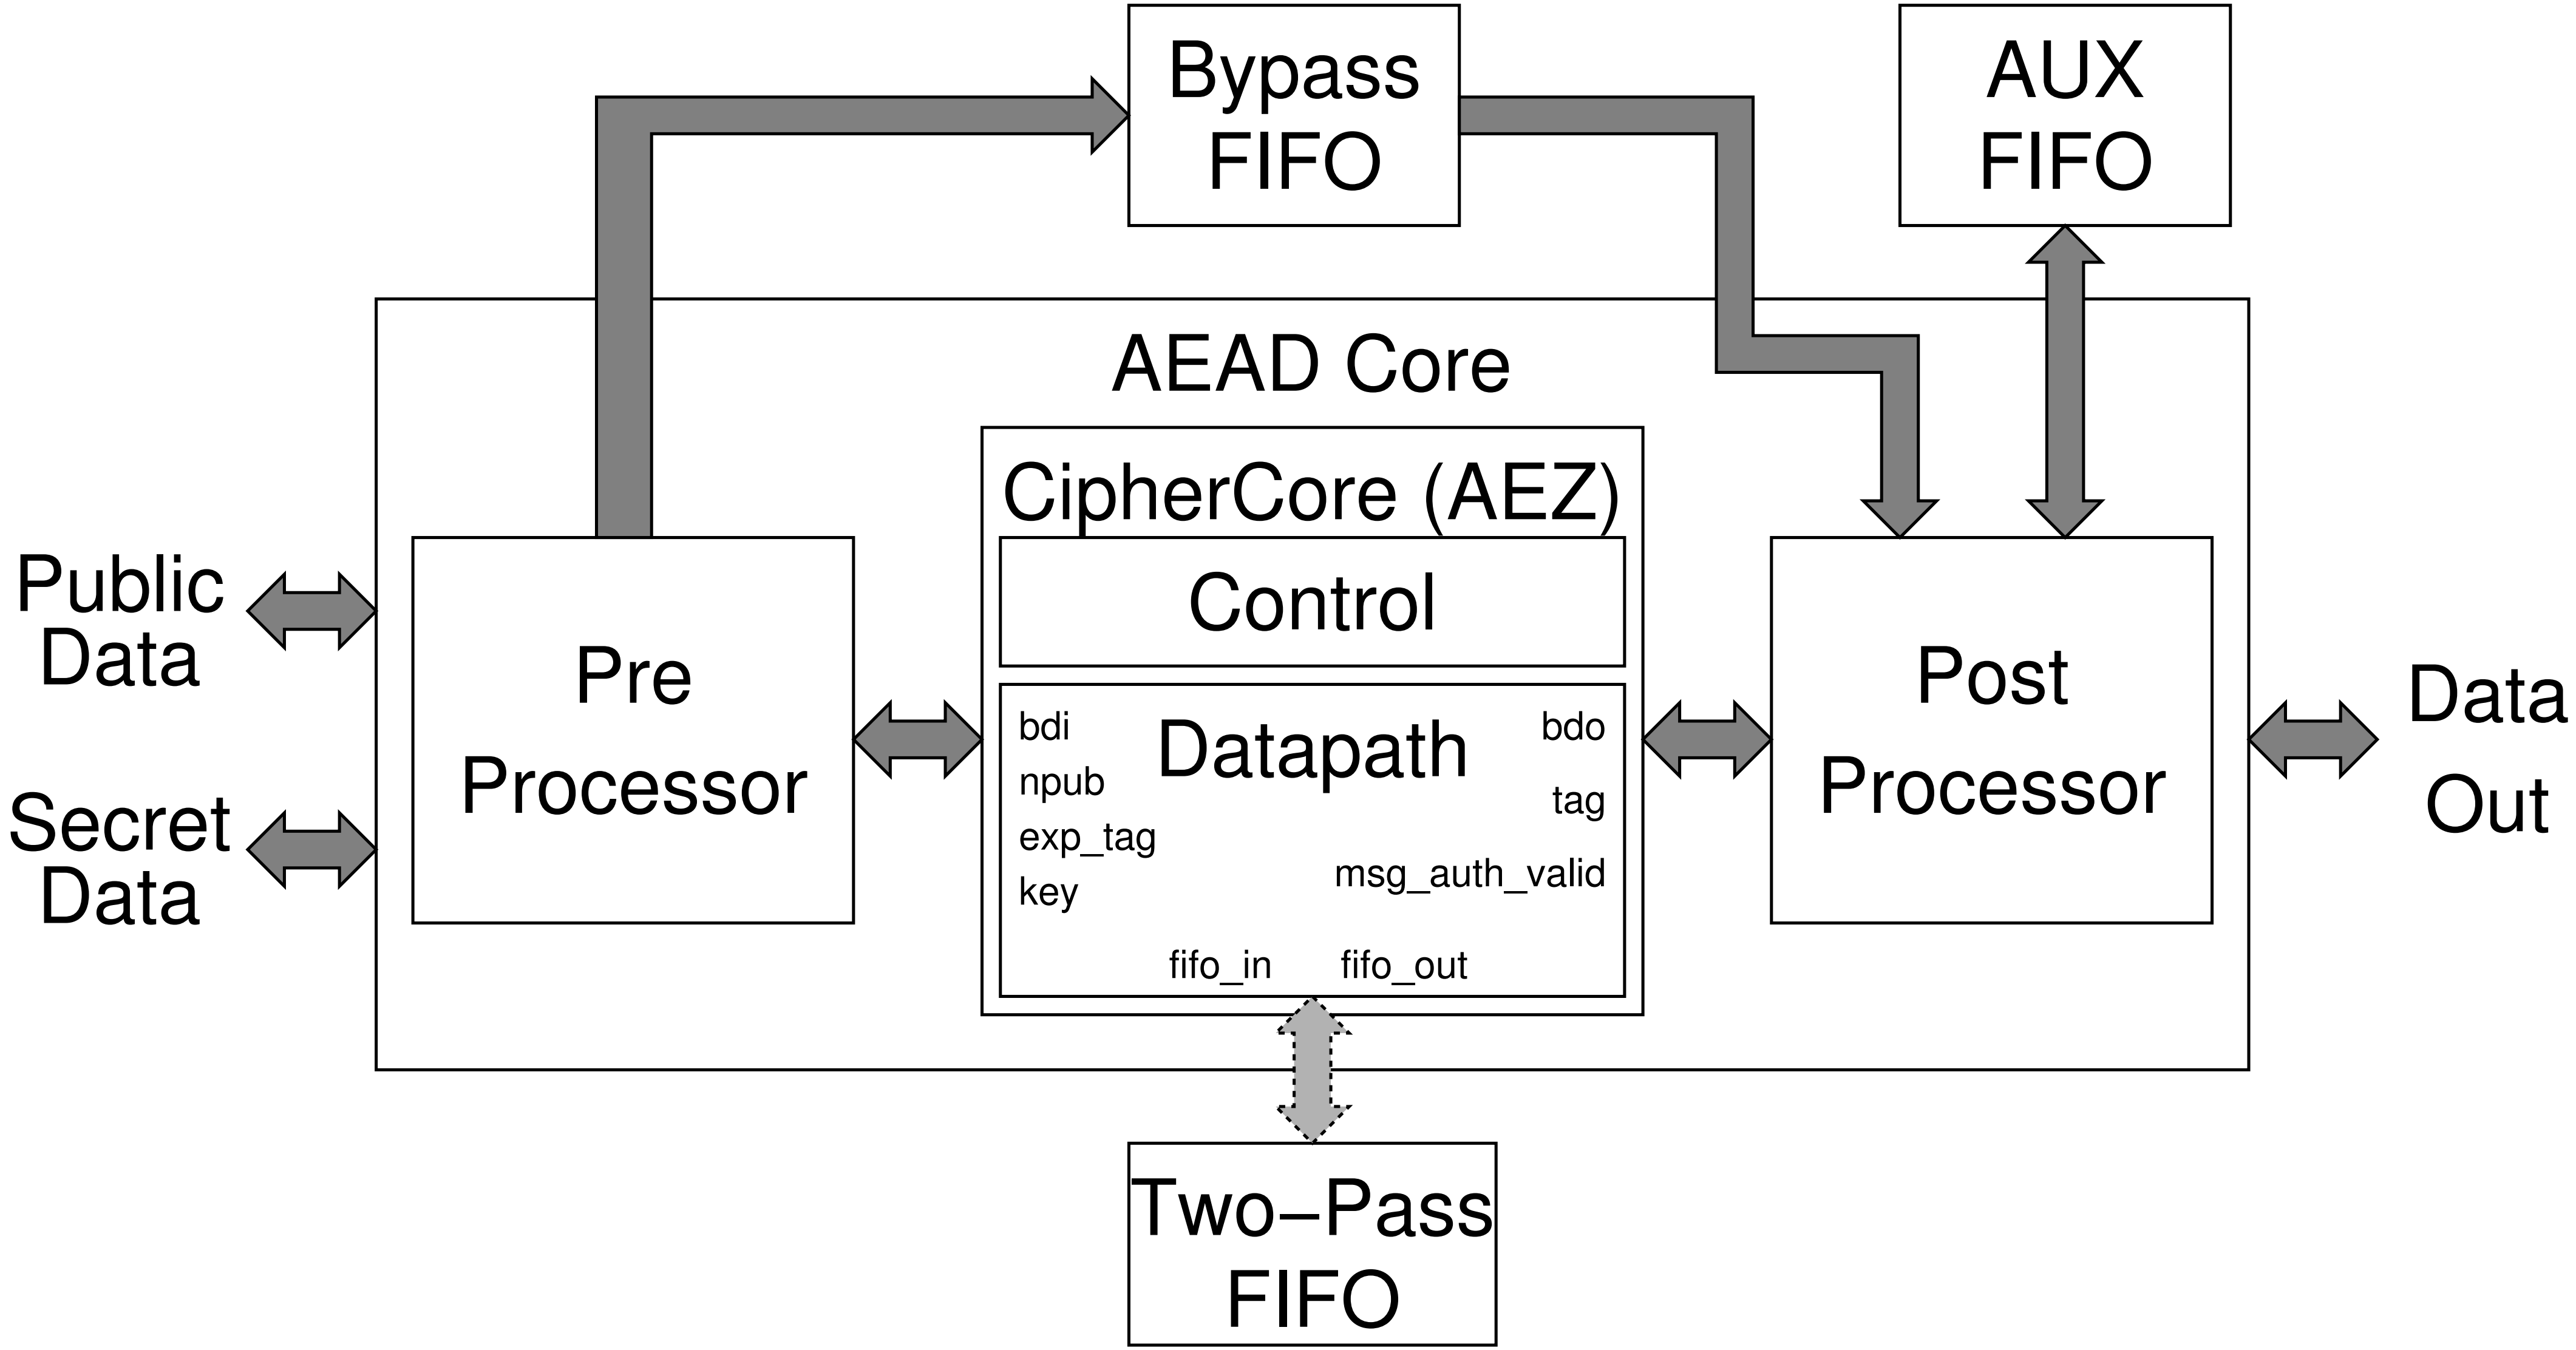 Bypass
FIFO
AUX
FIFO
AEAD Core
CipherCore (AEZ)
Control
Public
Data
Secret
Data
Pre
Processor
Datapath
bdi
npub
exp_tag
key
bdo
tag
msg_auth_valid
fifo_in
fifo_out
Post
Processor
Data
Out
Two–Pass
FIFO